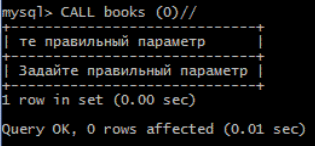 mysql> CALL books (0)//
+---------------------------+
| те правильный параметр      |
+---------------------------+
| Задайте правильный параметр |
+---------------------------+
1 row in set (0.00 sec)
Query OK, 0 rows affected (0.01 sec)